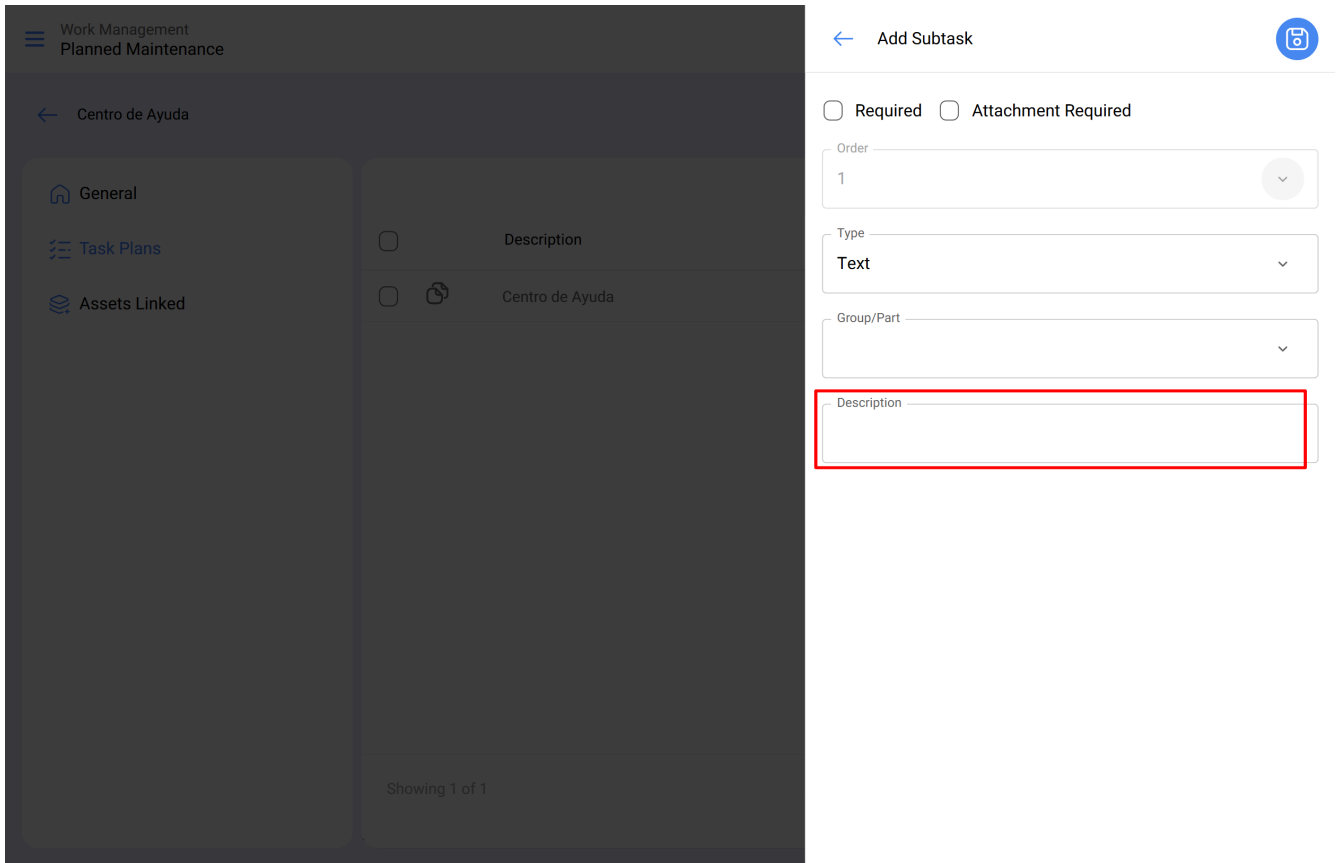 Work Management
Planned Maintenance
Centro de Ayuda
General
Task Plans
Assets Linked
Description
Centro de Ayuda
Showing 1 of 1
Add Subtask
Required Attachment Required
Order
1
Type
Text
Group/Part
Description